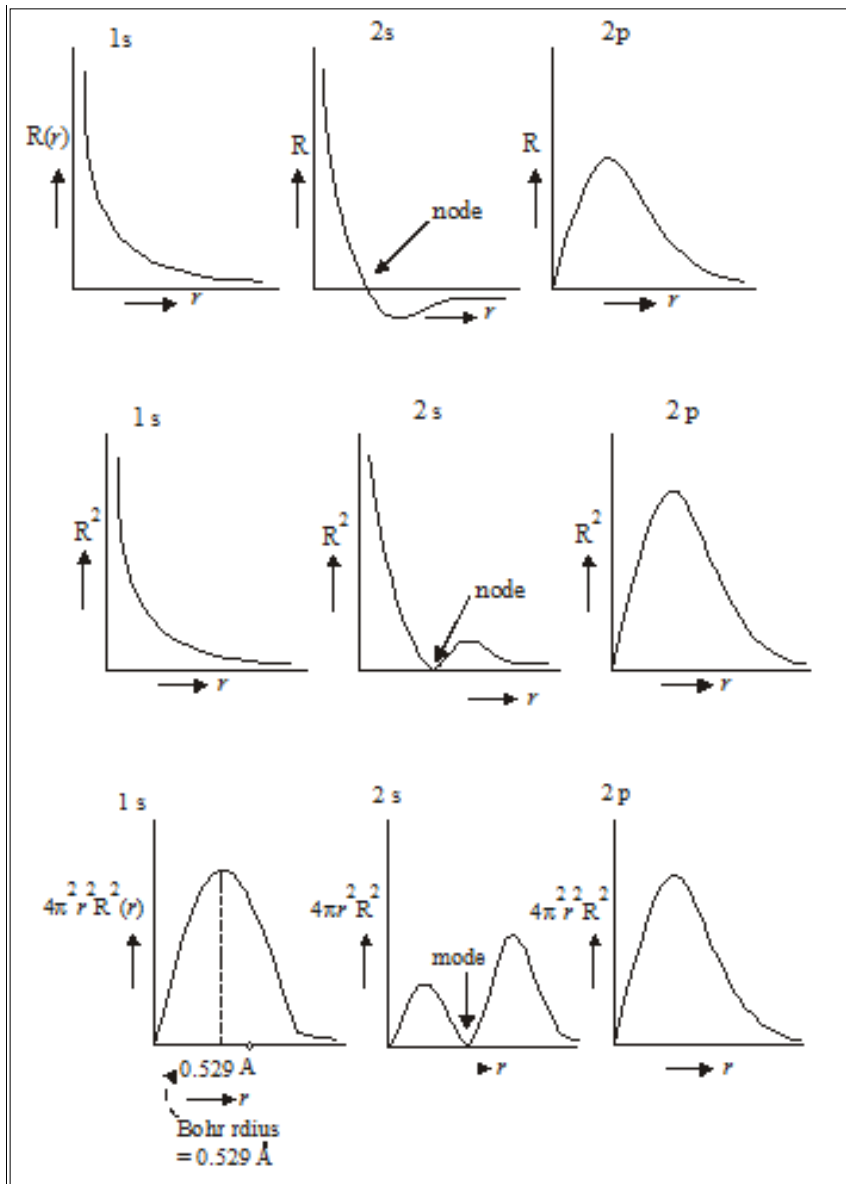 1s
2s
2p
R(r)
R
R
node
r
r
r
1 s
2 s
2 p
R²
R²
R²
node
r
r
r
1 s
2 s
2 p
4π²r²R²(r)
4πr²R²
4π²r²R²
mode
0.529 Å
r
r
r
Bohr rdius
= 0.529 Å